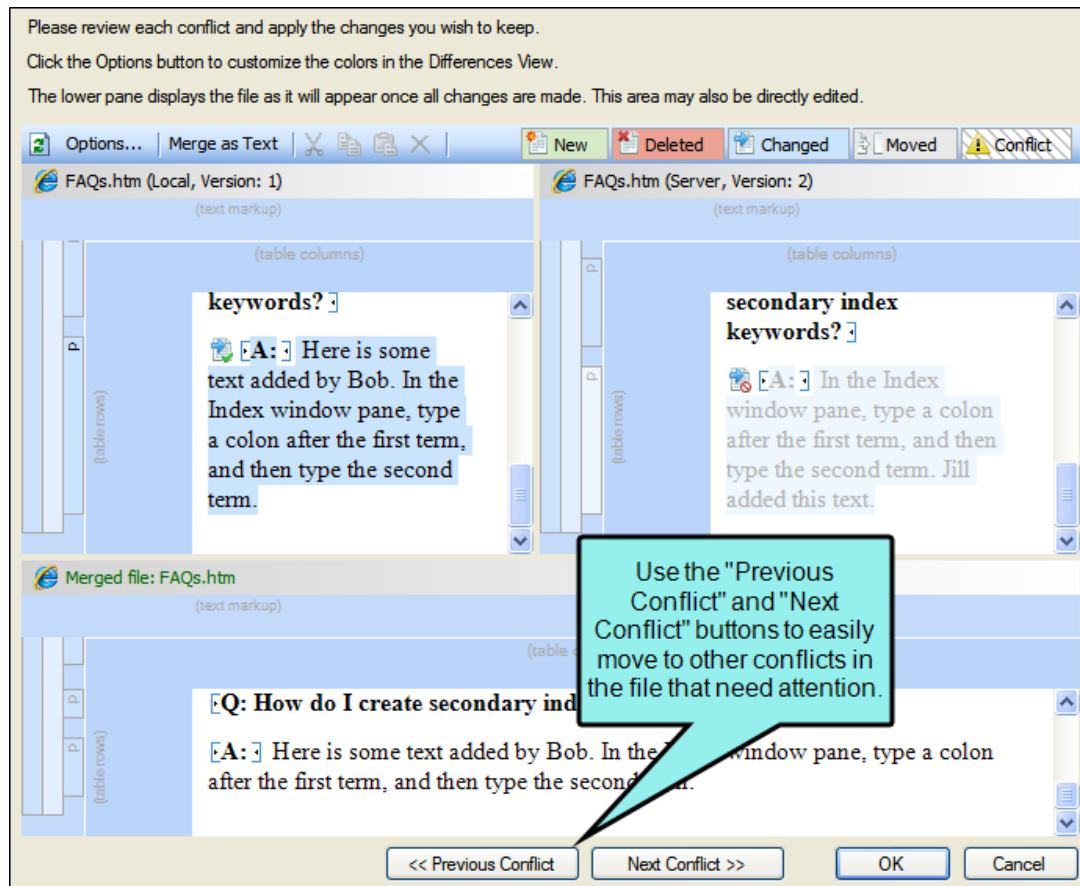 Please review each conflict and apply the changes you wish to keep.
Click the Options button to customize the colors in the Differences View.
The lower pane displays the file as it will appear once all changes are made. This area may also be directly edited.
Options... Merge as Text New Deleted Changed Moved Conflict
FAQs.htm (Local, Version: 1)
(text markup)
(table columns)
(table rows)
p
keywords?
A: Here is some
text added by Bob. In the
Index window pane, type
a colon after the first term,
and then type the second
term.
FAQs.htm (Server, Version: 2)
(text markup)
(table columns)
(table rows)
p
p
secondary index
keywords?
A: In the Index
window pane, type a colon
after the first term, and then
type the second term. Jill
added this text.
Merged file: FAQs.htm
(text markup)
(table
(table rows)
p
p
Q: How do I create secondary
A: Here is some text added by Bob. In the window pane, type a colon
after the first term, and then type the
Use the "Previous
Conflict" and "Next
Conflict" buttons to easily
move to other conflicts in
the file that need attention.
<< Previous Conflict Next Conflict >> OK Cancel